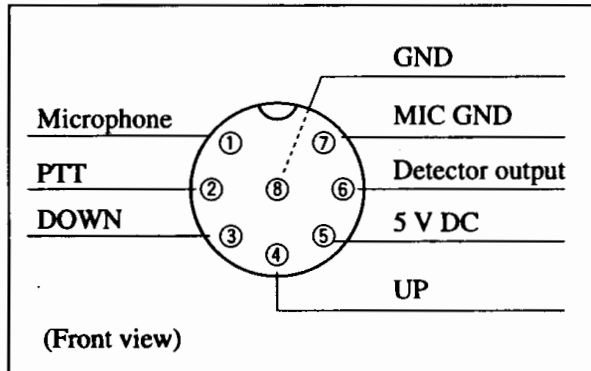 GND
Microphone
MIC GND
① ⑦
PTT
Detector output
② ⑧ ⑥
DOWN
5 V DC
③ ⑤
④
UP
(Front view)